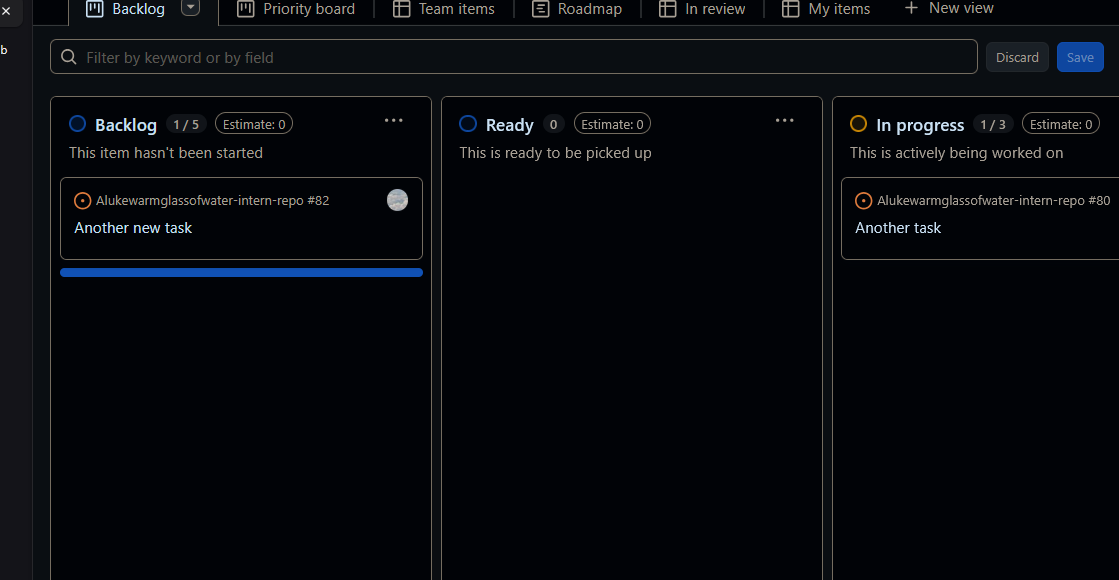 b
Backlog
Priority board
Team items
Roadmap
In review
My items
New view
Filter by keyword or by field
Discard
Save
Backlog 1 / 5 Estimate: 0
This item hasn't been started
Alukewarmglassofwater-intern-repo #82
Another new task
Ready 0 Estimate: 0
This is ready to be picked up
In progress 1 / 3 Estimate: 0
This is actively being worked on
Alukewarmglassofwater-intern-repo #80
Another task